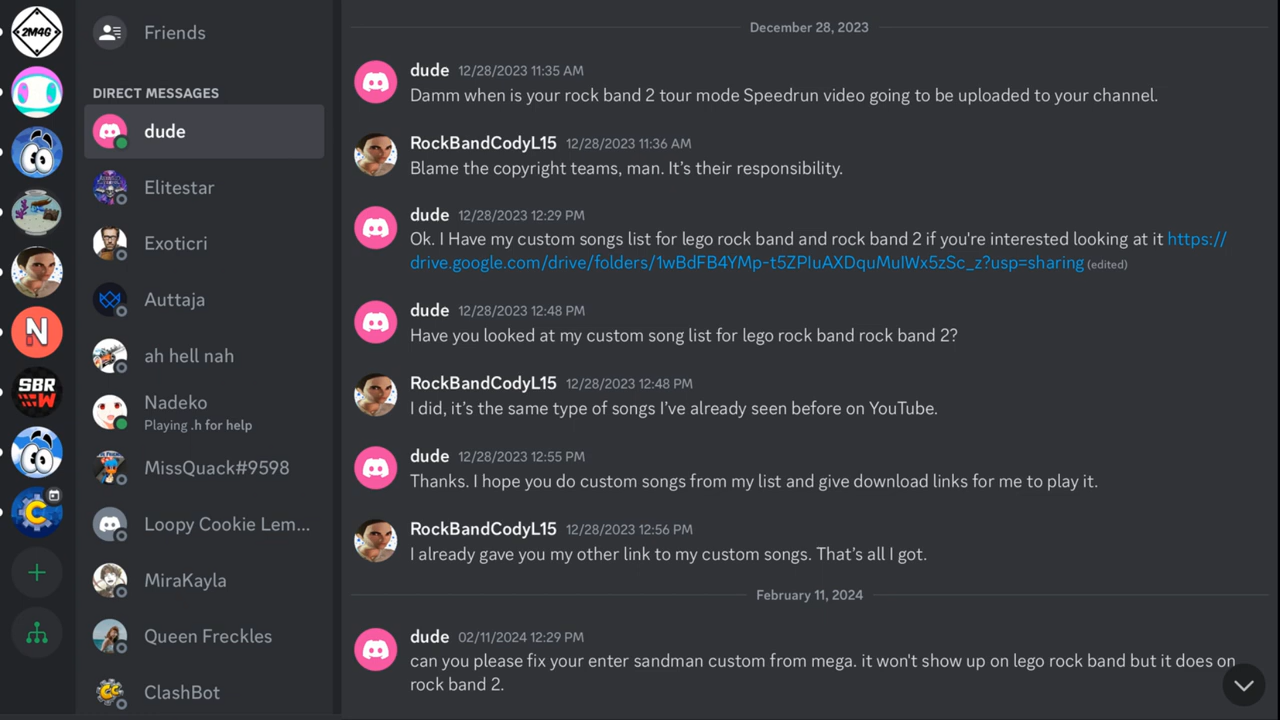 2M4G
Friends
DIRECT MESSAGES
dude
Elitestar
Exoticri
Auttaja
ah hell nah
Nadeko
Playing .h for help
MissQuack#9598
Loopy Cookie Lem...
MiraKayla
Queen Freckles
ClashBot
N
SBR
W
C
December 28, 2023
dude 12/28/2023 11:35 AM
Damm when is your rock band 2 tour mode Speedrun video going to be uploaded to your channel.
RockBandCodyL15 12/28/2023 11:36 AM
Blame the copyright teams, man. It's their responsibility.
dude 12/28/2023 12:29 PM
Ok. I Have my custom songs list for lego rock band and rock band 2 if you're interested looking at it https://
drive.google.com/drive/folders/1wBdFB4YMp-t5ZPIuAXDquMulWx5zSc_z?usp=sharing (edited)
dude 12/28/2023 12:48 PM
Have you looked at my custom song list for lego rock band rock band 2?
RockBandCodyL15 12/28/2023 12:48 PM
I did, it's the same type of songs I've already seen before on YouTube.
dude 12/28/2023 12:55 PM
Thanks. I hope you do custom songs from my list and give download links for me to play it.
RockBandCodyL15 12/28/2023 12:56 PM
I already gave you my other link to my custom songs. That's all I got.
February 11, 2024
dude 02/11/2024 12:29 PM
can you please fix your enter sandman custom from mega. it won't show up on lego rock band but it does on
rock band 2.